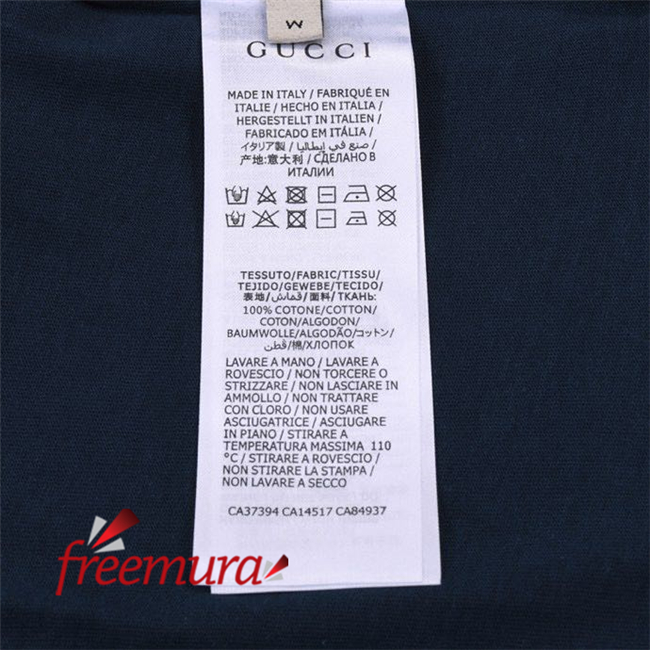 M
GUCCI
MADE IN ITALY / FABRIQUÉ EN
ITALIE / HECHO EN ITALIA /
HERGESTELLT IN ITALIEN /
FABRICADO EM ITÁLIA /
イタリア製 / صنع في إيطاليا /
产地:意大利 / СДЕЛАНО В
ИТАЛИИ
TESSUTO/FABRIC/TISSU/
TEJIDO/GEWEBE/TECIDO/
表地/قماش/面料/ТКАНЬ:
100% COTONE/COTTON/
COTON/ALGODON/
BAUMWOLLE/ALGODÃO/コットン/
قطن/棉/ХЛОПОК
LAVARE A MANO / LAVARE A
ROVESCIO / NON TORCERE O
STRIZZARE / NON LASCIARE IN
AMMOLLO / NON TRATTARE
CON CLORO / NON USARE
ASCIUGATRICE / ASCIUGARE
IN PIANO / STIRARE A
TEMPERATURA MASSIMA 110
°C / STIRARE A ROVESCIO /
NON STIRARE LA STAMPA /
NON LAVARE A SECCO
CA37394 CA14517 CA84937
freemura